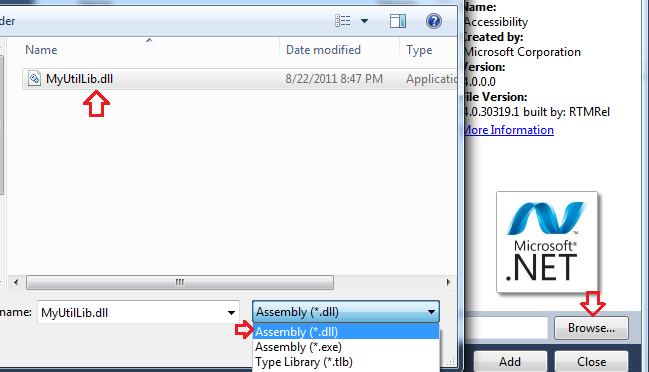 der
Name Date modified Type
MyUtilLib.dll 8/22/2011 8:47 PM Applicatio
name: MyUtilLib.dll
Assembly (*.dll)
Assembly (*.dll)
Assembly (*.exe)
Type Library (*.tlb)
Name:
Accessibility
Created by:
Microsoft Corporation
Version:
4.0.0.0
File Version:
4.0.30319.1 built by: RTMRel
More Information
Microsoft®
.NET
Browse...
Add Close